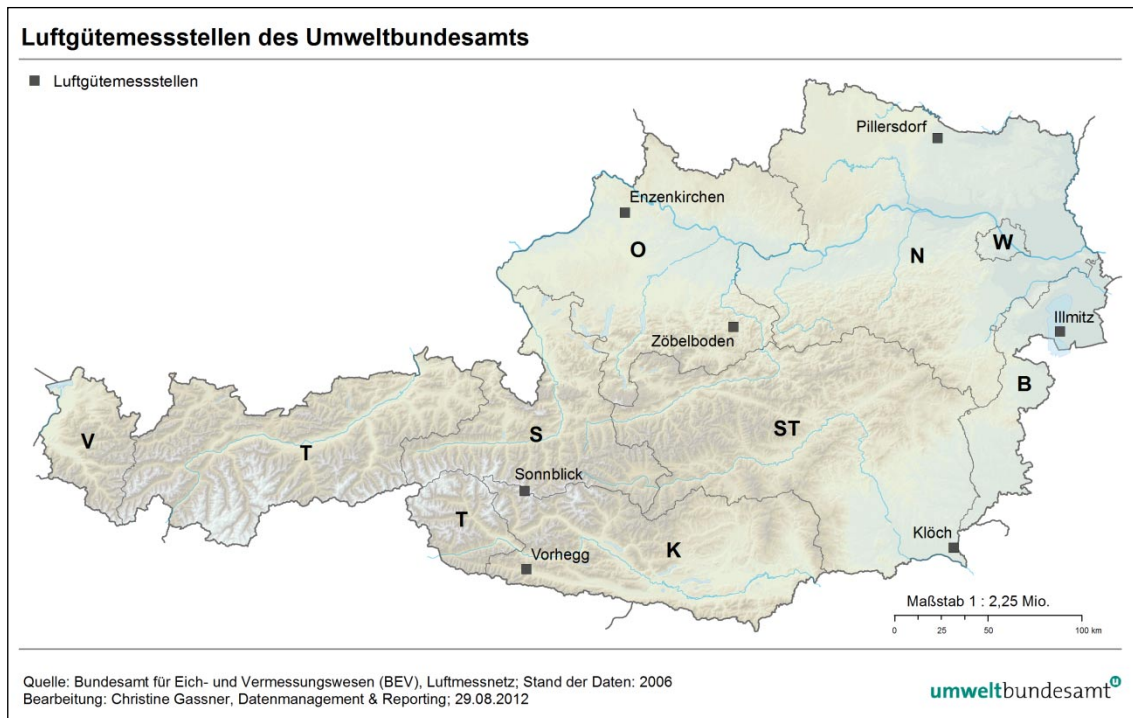 Luftgütemessstellen des Umweltbundesamts
Luftgütemessstellen
Pillersdorf
Enzenkirchen
O
N
W
Illmitz
Zöbelboden
B
V
T
S
ST
Sonnblick
T
K
Klöch
Vorhegg
Maßstab 1 : 2,25 Mio.
0 25 50 100 km
Quelle: Bundesamt für Eich- und Vermessungswesen (BEV), Luftmessnetz; Stand der Daten: 2006
Bearbeitung: Christine Gassner, Datenmanagement & Reporting; 29.08.2012
umweltbundesamt u